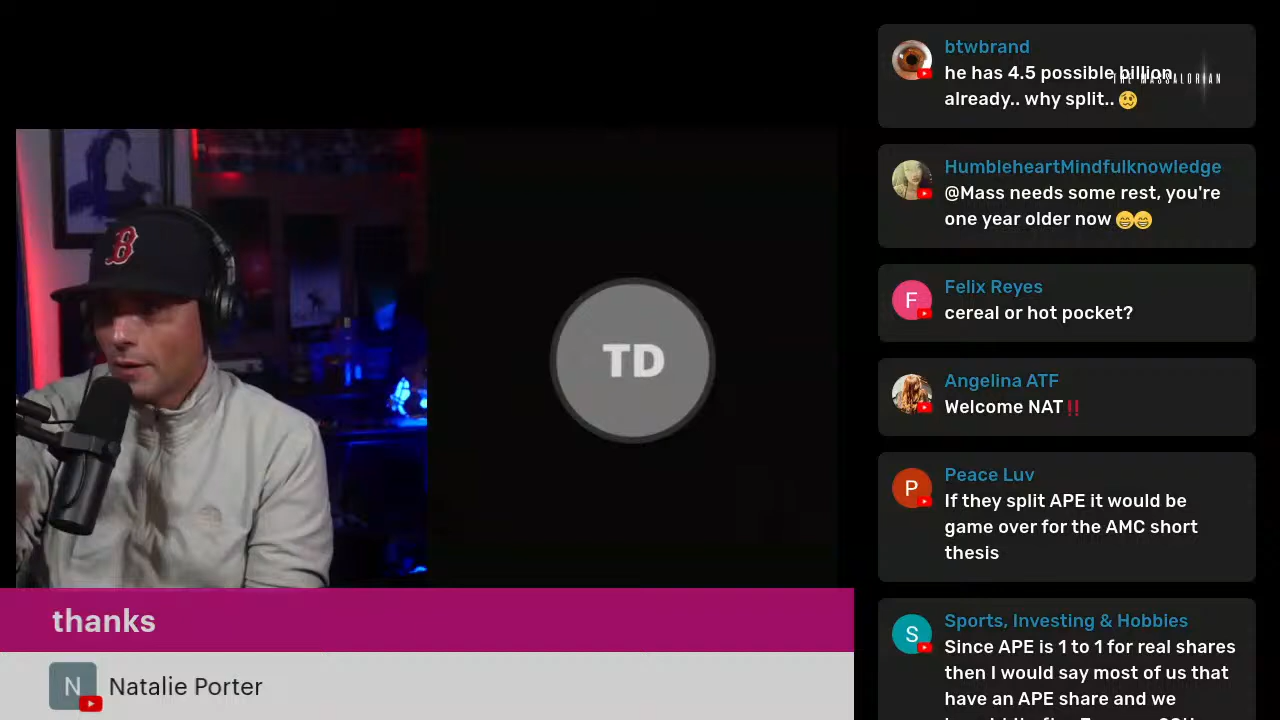 btwbrand
he has 4.5 possible billion
THE MASSALORIAN
already.. why split.. 🥴
HumbleheartMindfulknowledge
@Mass needs some rest, you're
one year older now 😁😁
F
Felix Reyes
cereal or hot pocket?
Angelina ATF
Welcome NAT‼️
P
Peace Luv
If they split APE it would be
game over for the AMC short
thesis
S
Sports, Investing & Hobbies
Since APE is 1 to 1 for real shares
then I would say most of us that
have an APE share and we
B
TD
thanks
N
Natalie Porter